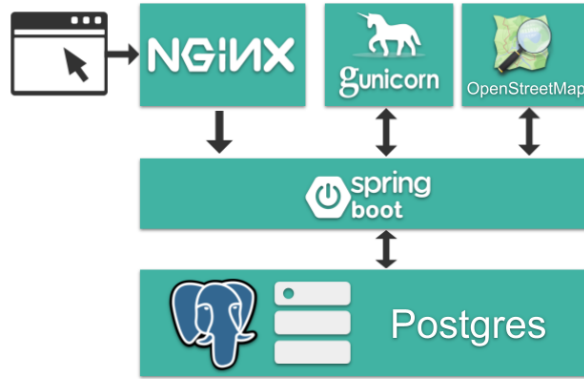 NGiNX
gunicorn
OpenStreetMap
spring
boot
Postgres